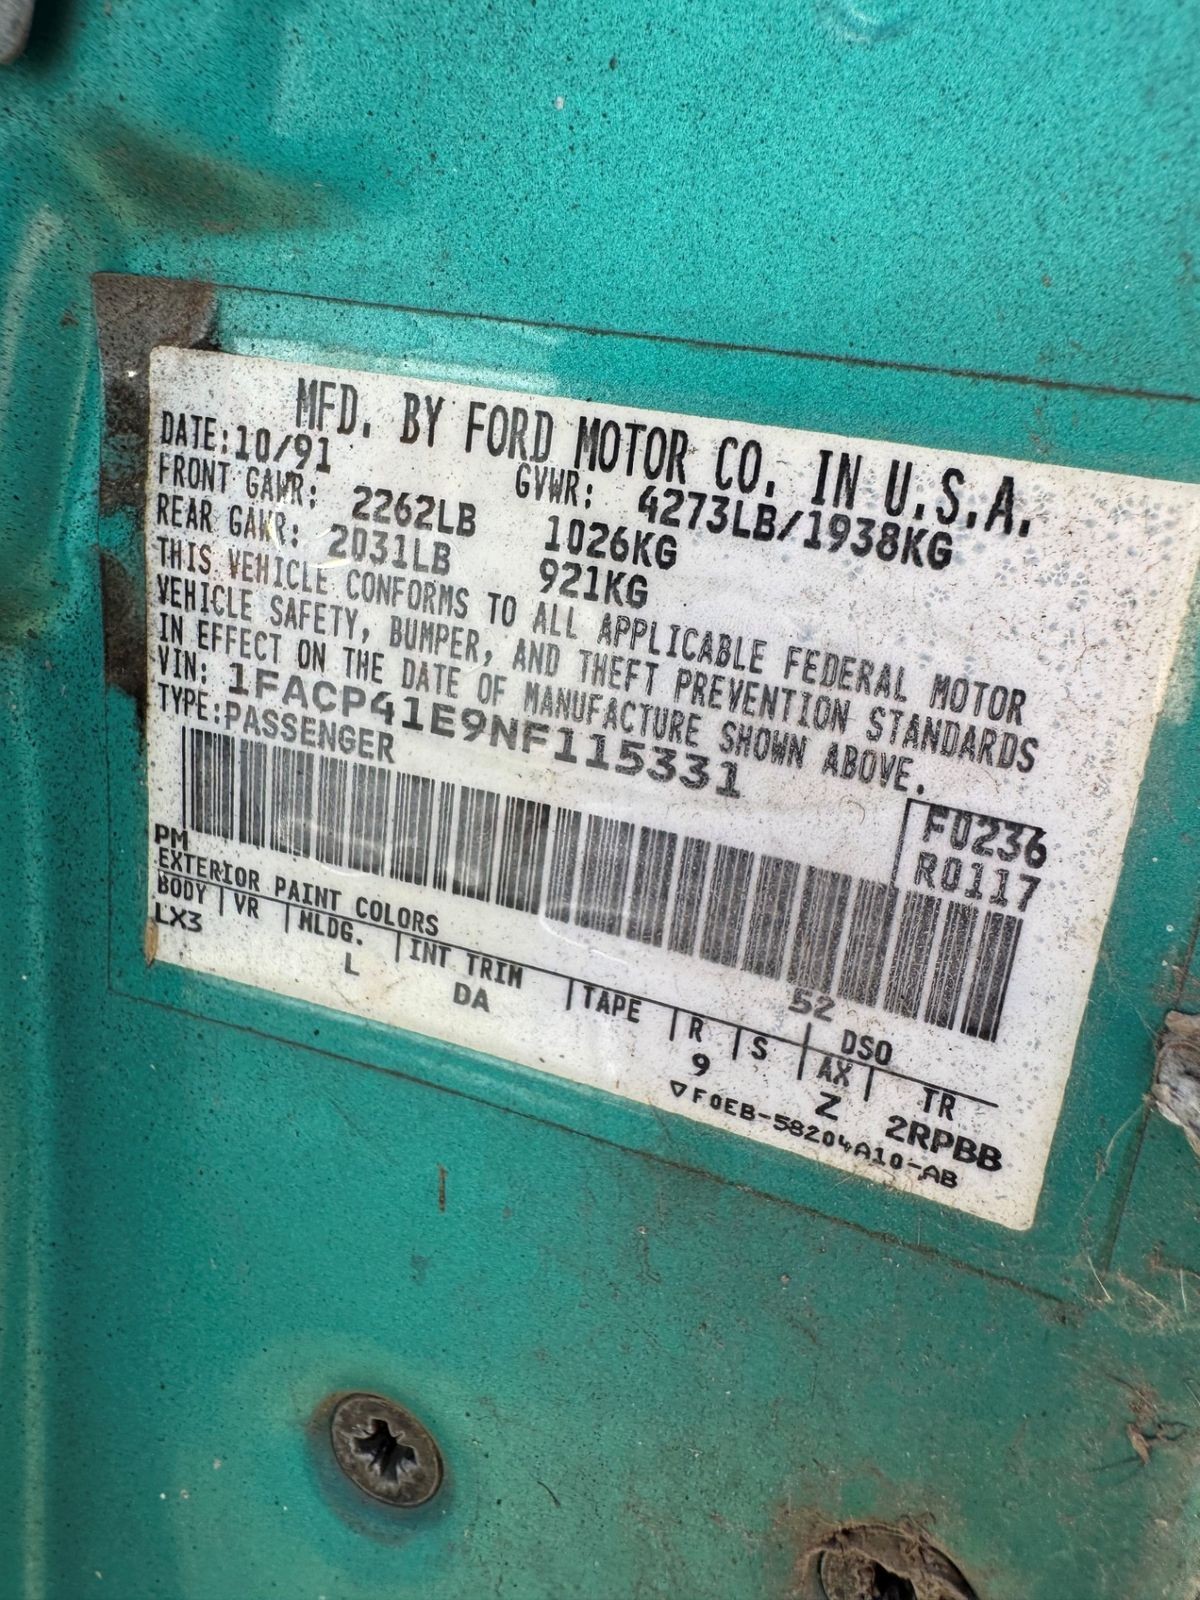 MFD. BY FORD MOTOR CO. IN U.S.A.
DATE: 10/91 GVWR: 4273LB/1938KG
FRONT GAWR: 2262LB 1026KG
REAR GAWR: 2031LB 921KG
THIS VEHICLE CONFORMS TO ALL APPLICABLE FEDERAL MOTOR
VEHICLE SAFETY, BUMPER, AND THEFT PREVENTION STANDARDS
IN EFFECT ON THE DATE OF MANUFACTURE SHOWN ABOVE.
VIN: 1FACP41E9NF115331
TYPE:PASSENGER
F0236
R0117
PM 52
EXTERIOR PAINT COLORS DSO
BODY VR MLDG. INT TRIM TAPE R S AX TR
LX3 L DA 9 Z 2RPBB
▽F0EB-58204A10-AB